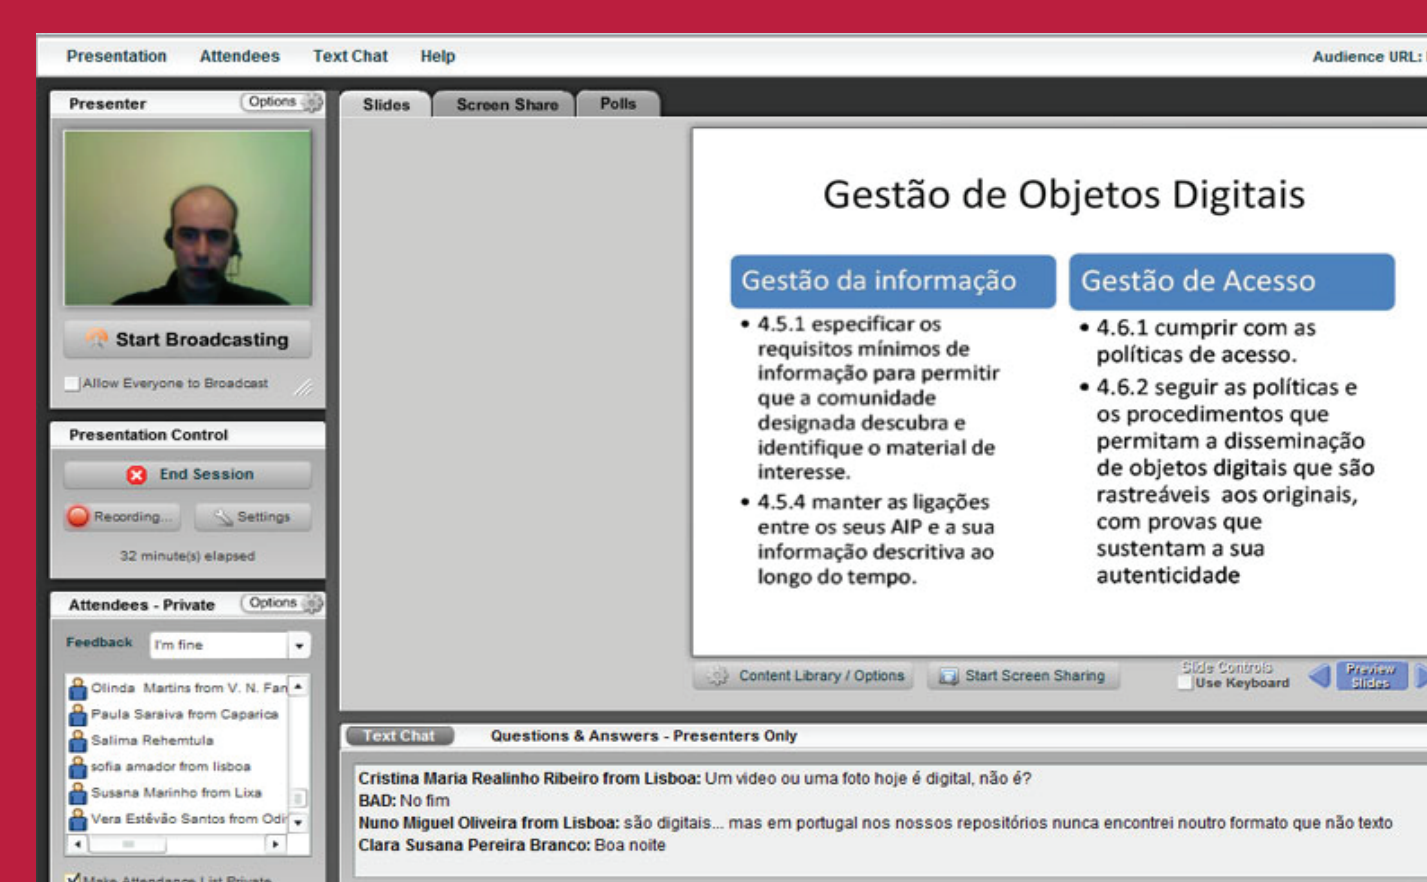 Presentation Attendees Text Chat Help Audience URL:
Presenter Options
Slides Screen Share Polls
Start Broadcasting
Allow Everyone to Broadcast
Presentation Control
End Session
Recording... Settings
32 minute(s) elapsed
Attendees - Private Options
Feedback I'm fine
Olinda Martins from V. N. Fan
Paula Saraiva from Caparica
Salima Rehemtula
sofia amador from lisboa
Susana Marinho from Lixa
Vera Estêvão Santos from Odi
Make Attendance List Private
Gestão de Objetos Digitais
Gestão da informação
• 4.5.1 especificar os
requisitos mínimos de
informação para permitir
que a comunidade
designada descubra e
identifique o material de
interesse.
• 4.5.4 manter as ligações
entre os seus AIP e a sua
informação descritiva ao
longo do tempo.
Gestão de Acesso
• 4.6.1 cumprir com as
políticas de acesso.
• 4.6.2 seguir as políticas e
os procedimentos que
permitam a disseminação
de objetos digitais que são
rastreáveis aos originais,
com provas que
sustentam a sua
autenticidade
Content Library / Options Start Screen Sharing
Slide Controls
Use Keyboard
Preview
Slides
Text Chat Questions & Answers - Presenters Only
Cristina Maria Realinho Ribeiro from Lisboa: Um video ou uma foto hoje é digital, não é?
BAD: No fim
Nuno Miguel Oliveira from Lisboa: são digitais... mas em portugal nos nossos repositórios nunca encontrei noutro formato que não texto
Clara Susana Pereira Branco: Boa noite